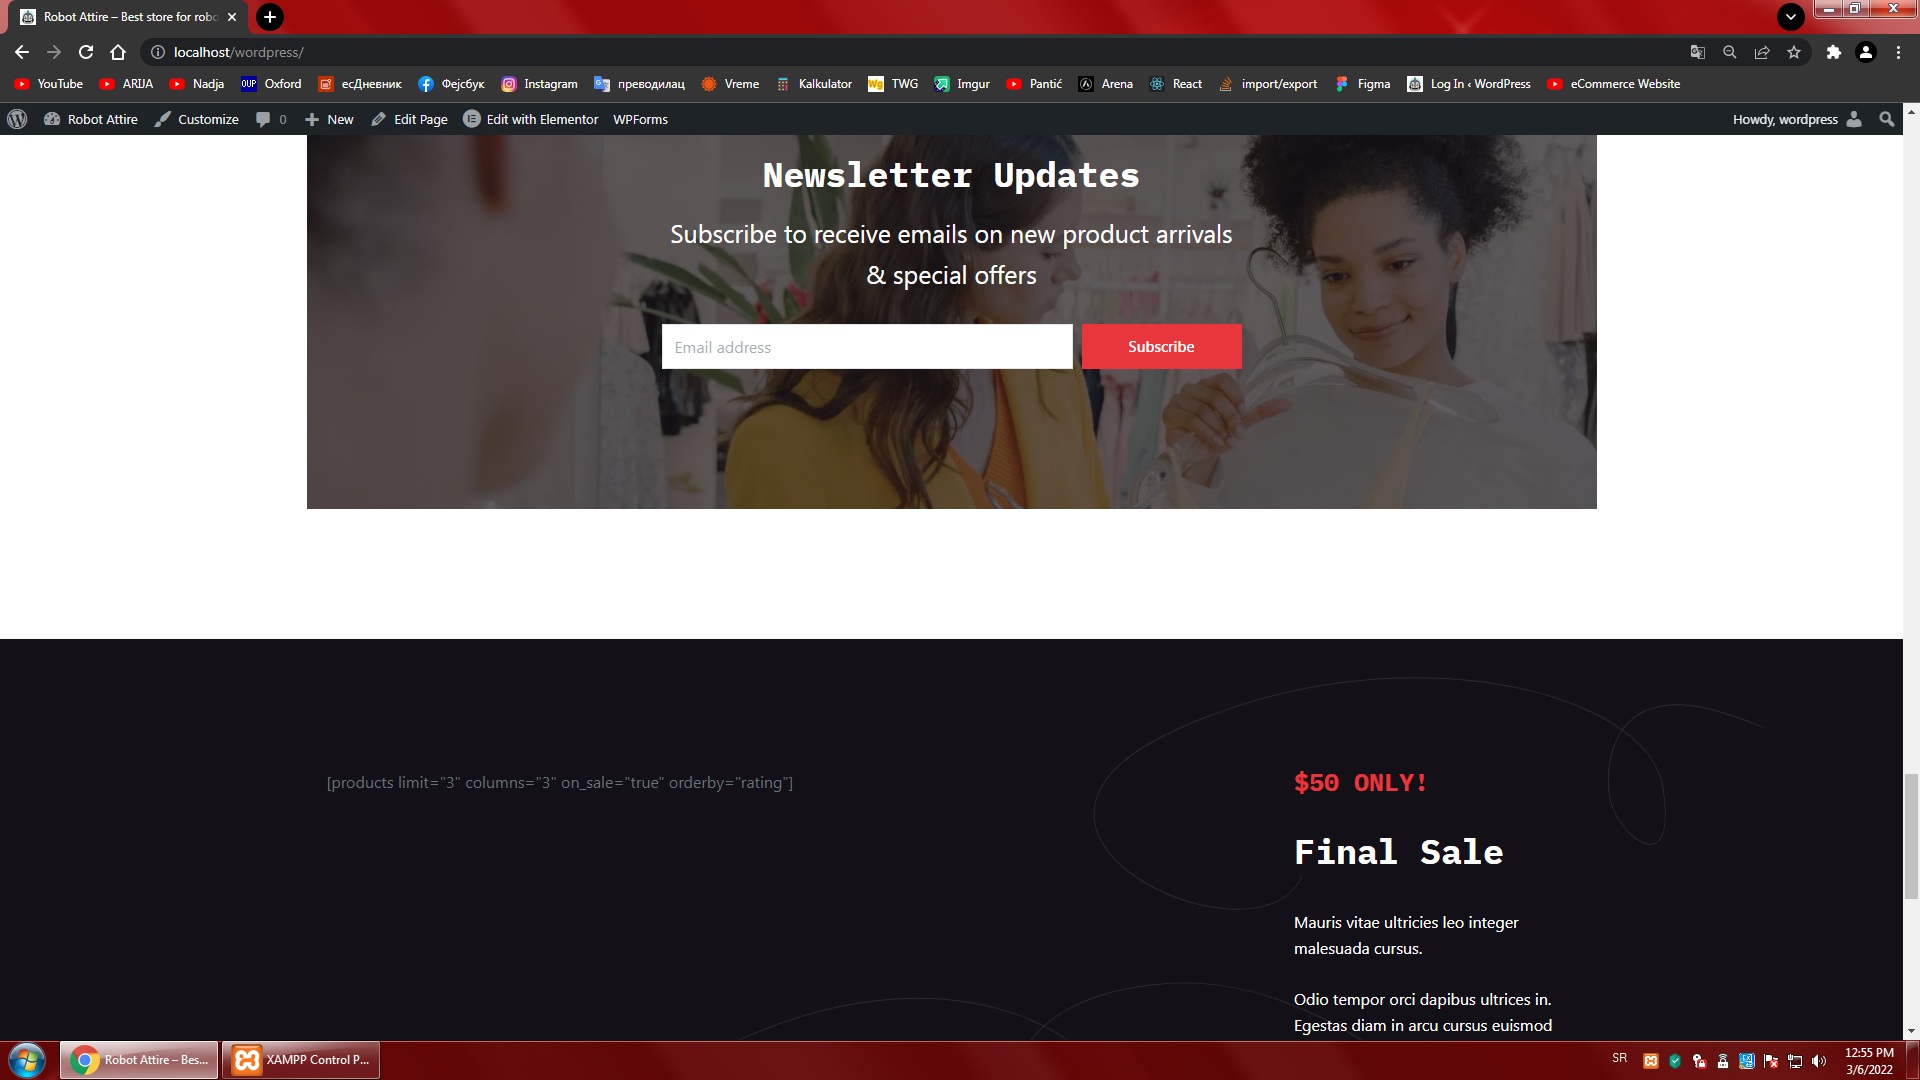 Robot Attire – Best store for robo
localhost/wordpress/
YouTube
ARIJA
Nadja
OUP
Oxford
есДневник
Фејсбук
Instagram
преводилац
Vreme
Kalkulator
Wg
TWG
Imgur
Pantić
Arena
React
import/export
Figma
Log In ‹ WordPress
eCommerce Website
Robot Attire
Customize
0
New
Edit Page
Edit with Elementor
WPForms
Howdy, wordpress
Newsletter Updates
Subscribe to receive emails on new product arrivals
& special offers
Email address
Subscribe
[products limit="3" columns="3" on_sale="true" orderby="rating"]
$50 ONLY!
Final Sale
Mauris vitae ultricies leo integer
malesuada cursus.
Odio tempor orci dapibus ultrices in.
Egestas diam in arcu cursus euismod
Robot Attire – Bes...
XAMPP Control P...
SR
12:55 PM
3/6/2022